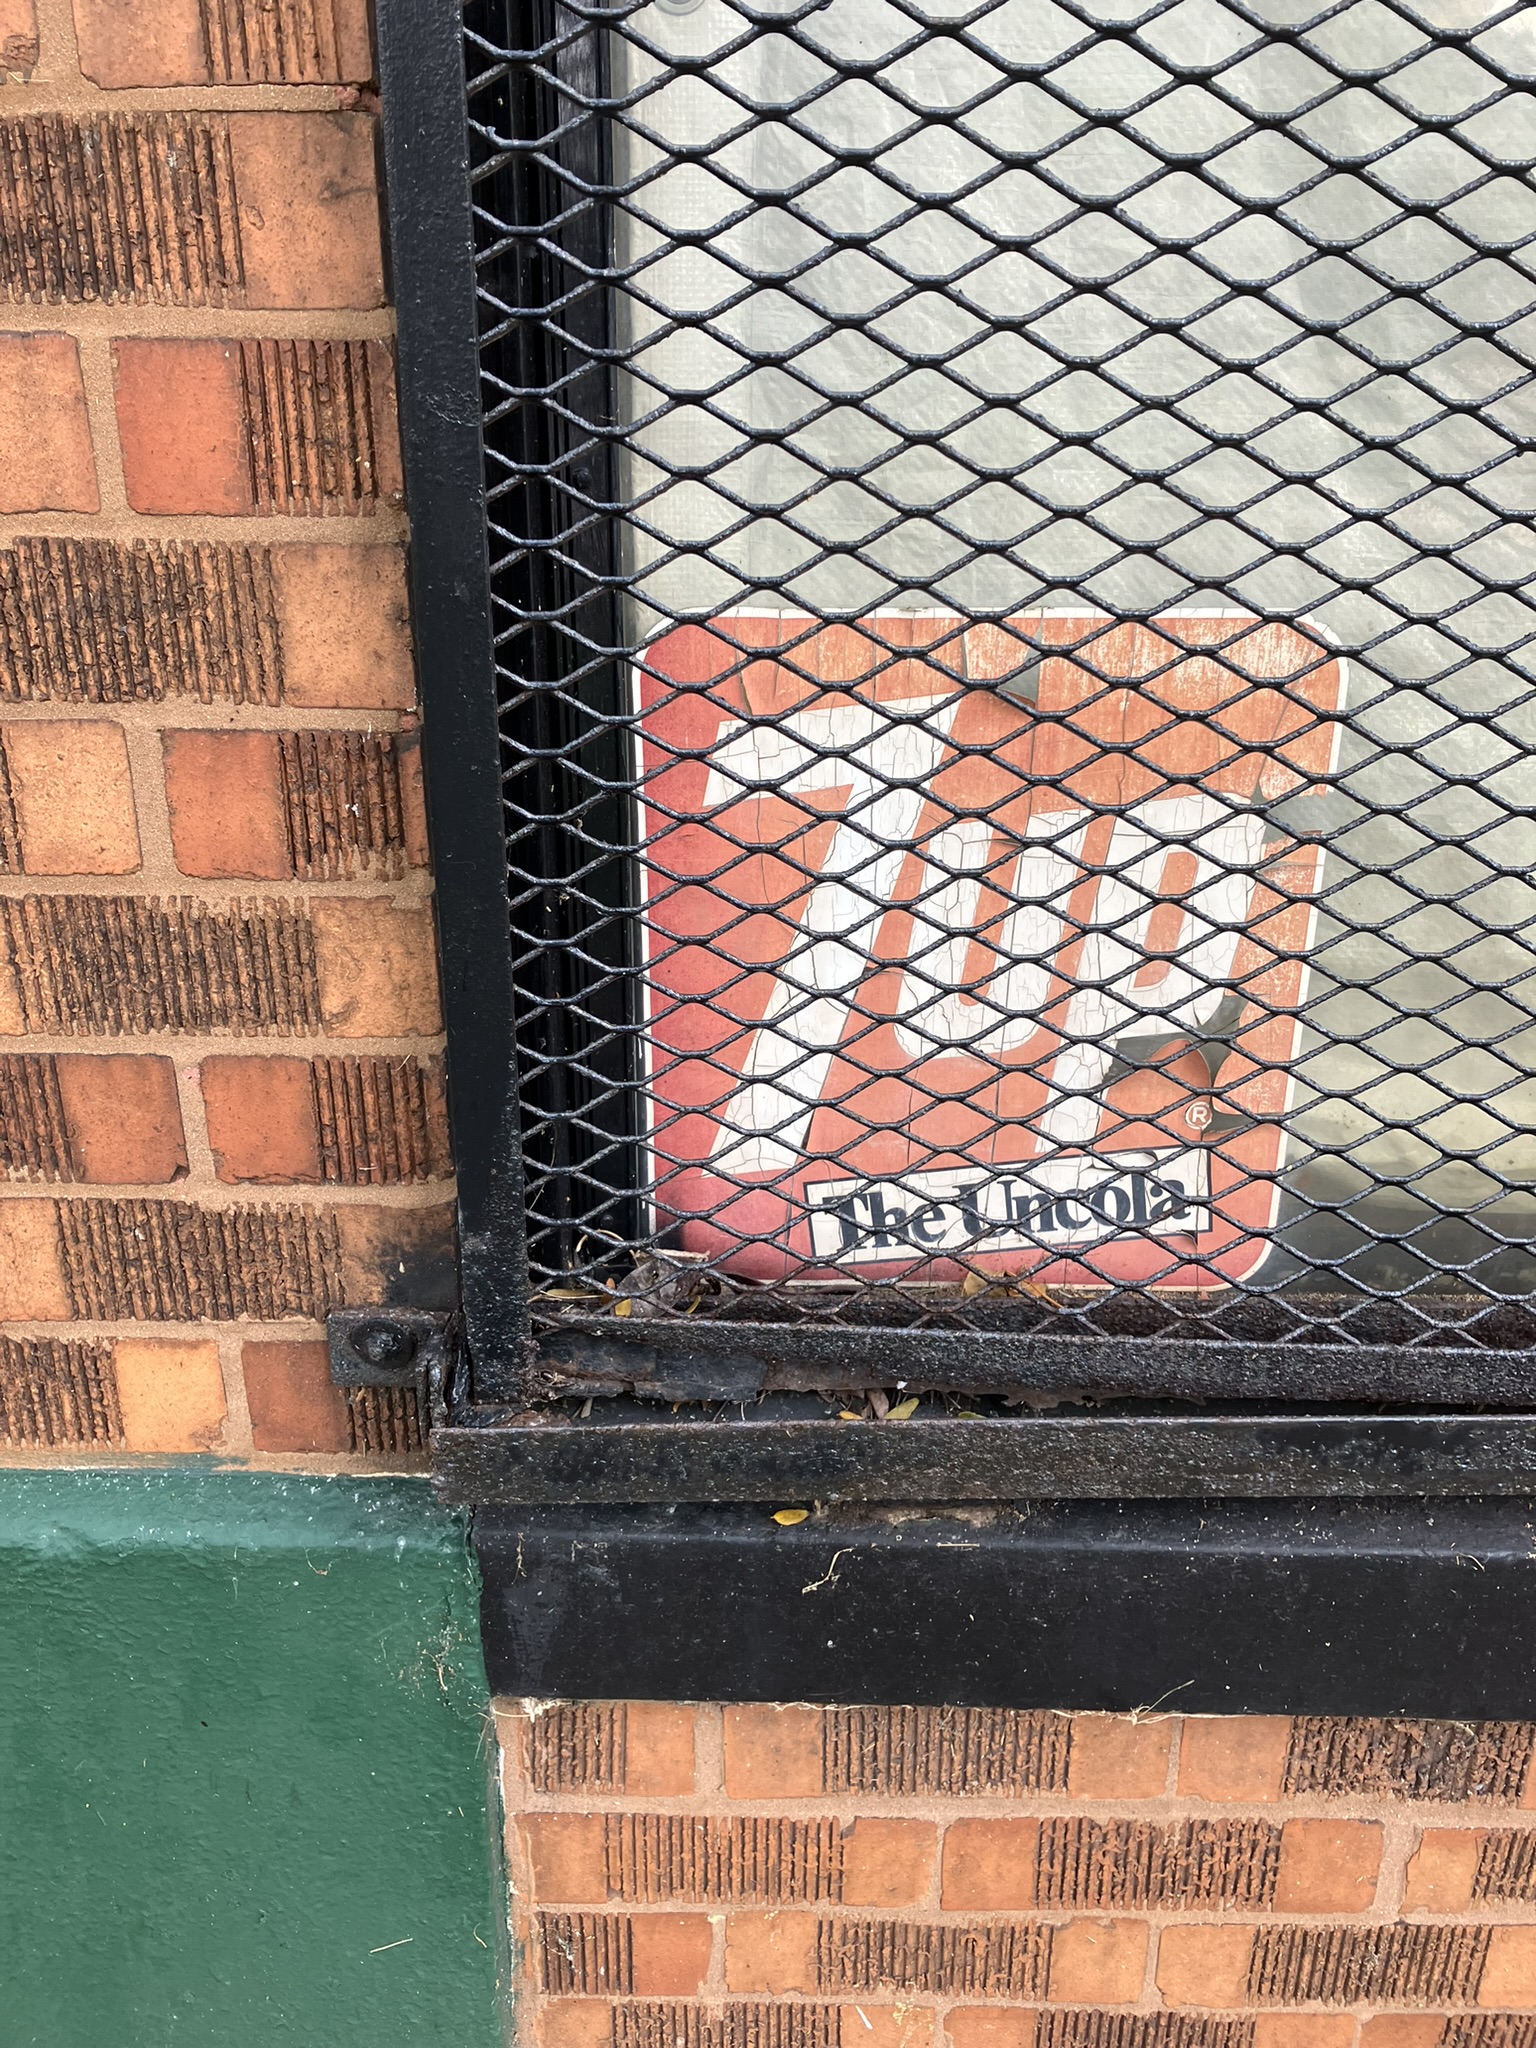 7UP
®
The Uncola